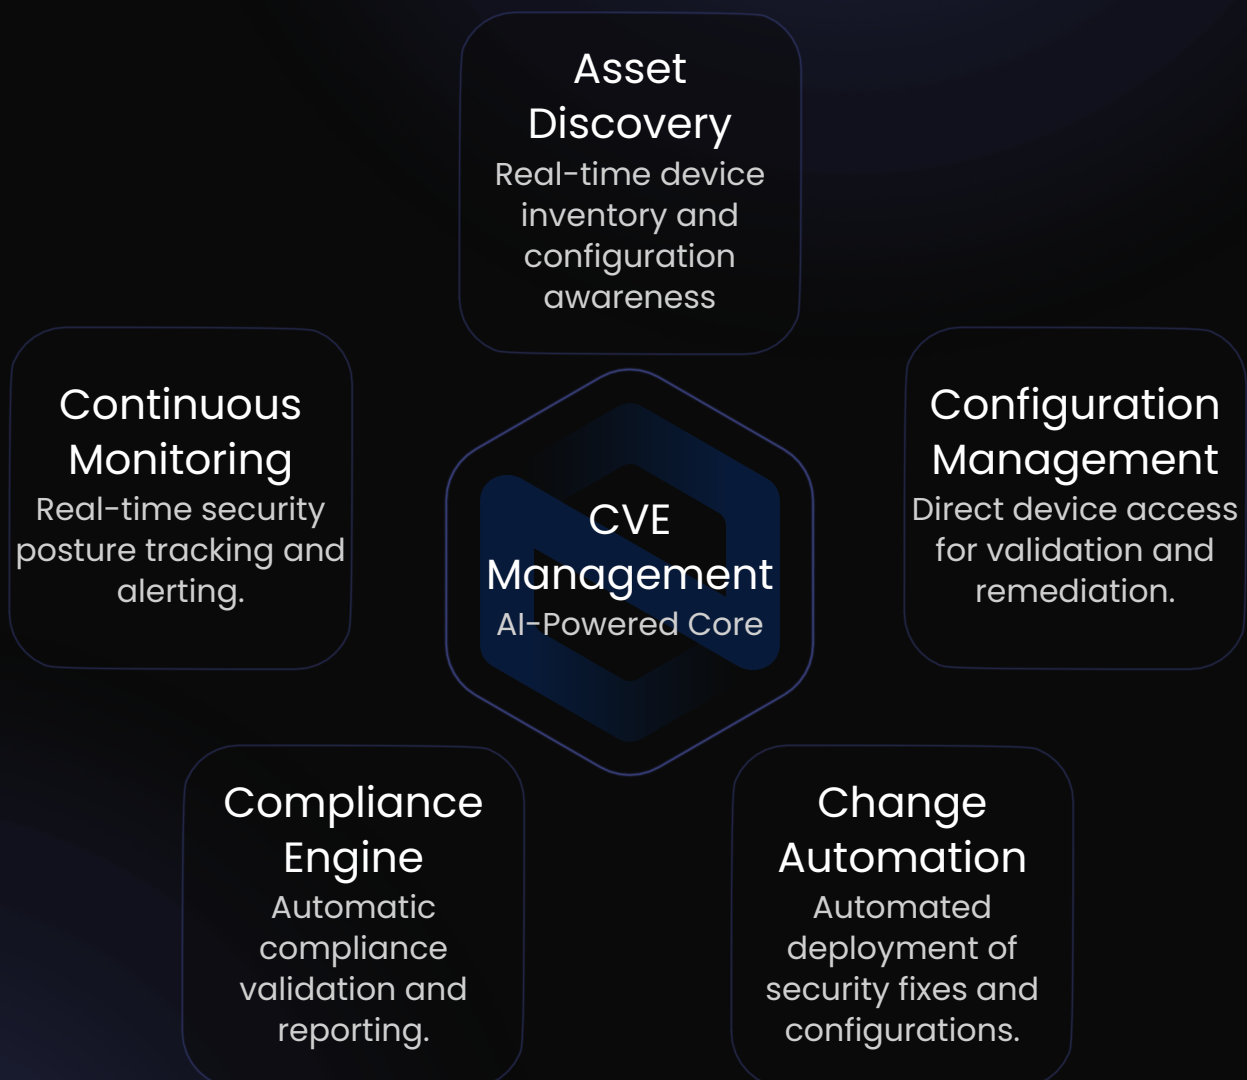 Asset
Discovery
Real-time device
inventory and
configuration
awareness
Continuous
Monitoring
Real-time security
posture tracking and
alerting.
CVE
Management
AI-Powered Core
Configuration
Management
Direct device access
for validation and
remediation.
Compliance
Engine
Automatic
compliance
validation and
reporting.
Change
Automation
Automated
deployment of
security fixes and
configurations.